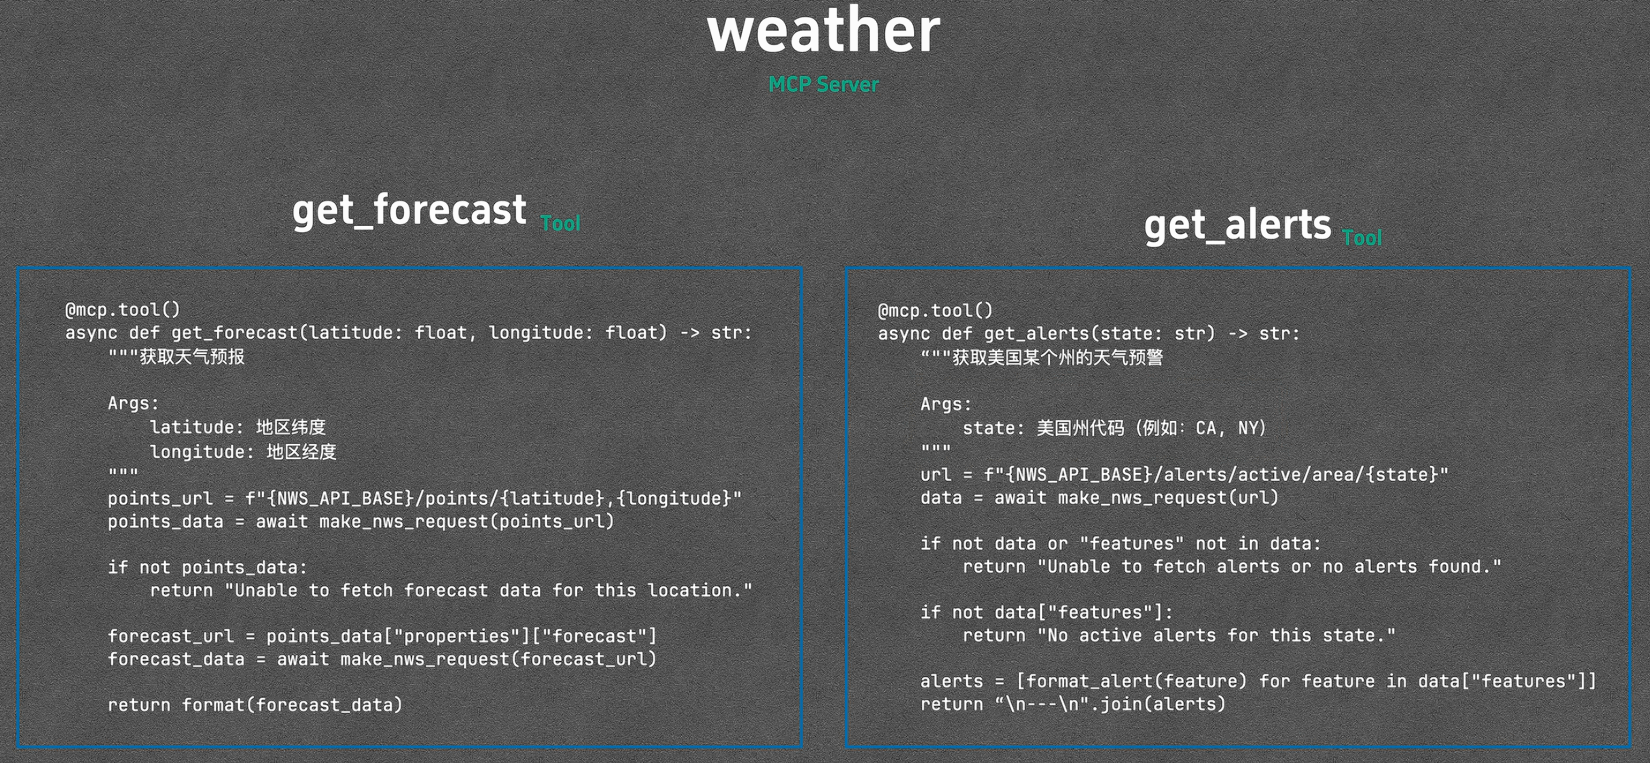 weather
MCP Server
get_forecast Tool
@mcp.tool()
async def get_forecast(latitude: float, longitude: float) -> str:
"""获取天气预报
Args:
latitude: 地区纬度
longitude: 地区经度
"""
points_url = f"{NWS_API_BASE}/points/{latitude},{longitude}"
points_data = await make_nws_request(points_url)
if not points_data:
return "Unable to fetch forecast data for this location."
forecast_url = points_data["properties"]["forecast"]
forecast_data = await make_nws_request(forecast_url)
return format(forecast_data)
get_alerts Tool
@mcp.tool()
async def get_alerts(state: str) -> str:
“""获取美国某个州的天气预警
Args:
state: 美国州代码（例如：CA, NY）
"""
url = f"{NWS_API_BASE}/alerts/active/area/{state}"
data = await make_nws_request(url)
if not data or "features" not in data:
return "Unable to fetch alerts or no alerts found."
if not data["features"]:
return "No active alerts for this state."
alerts = [format_alert(feature) for feature in data["features"]]
return “\n---\n".join(alerts)